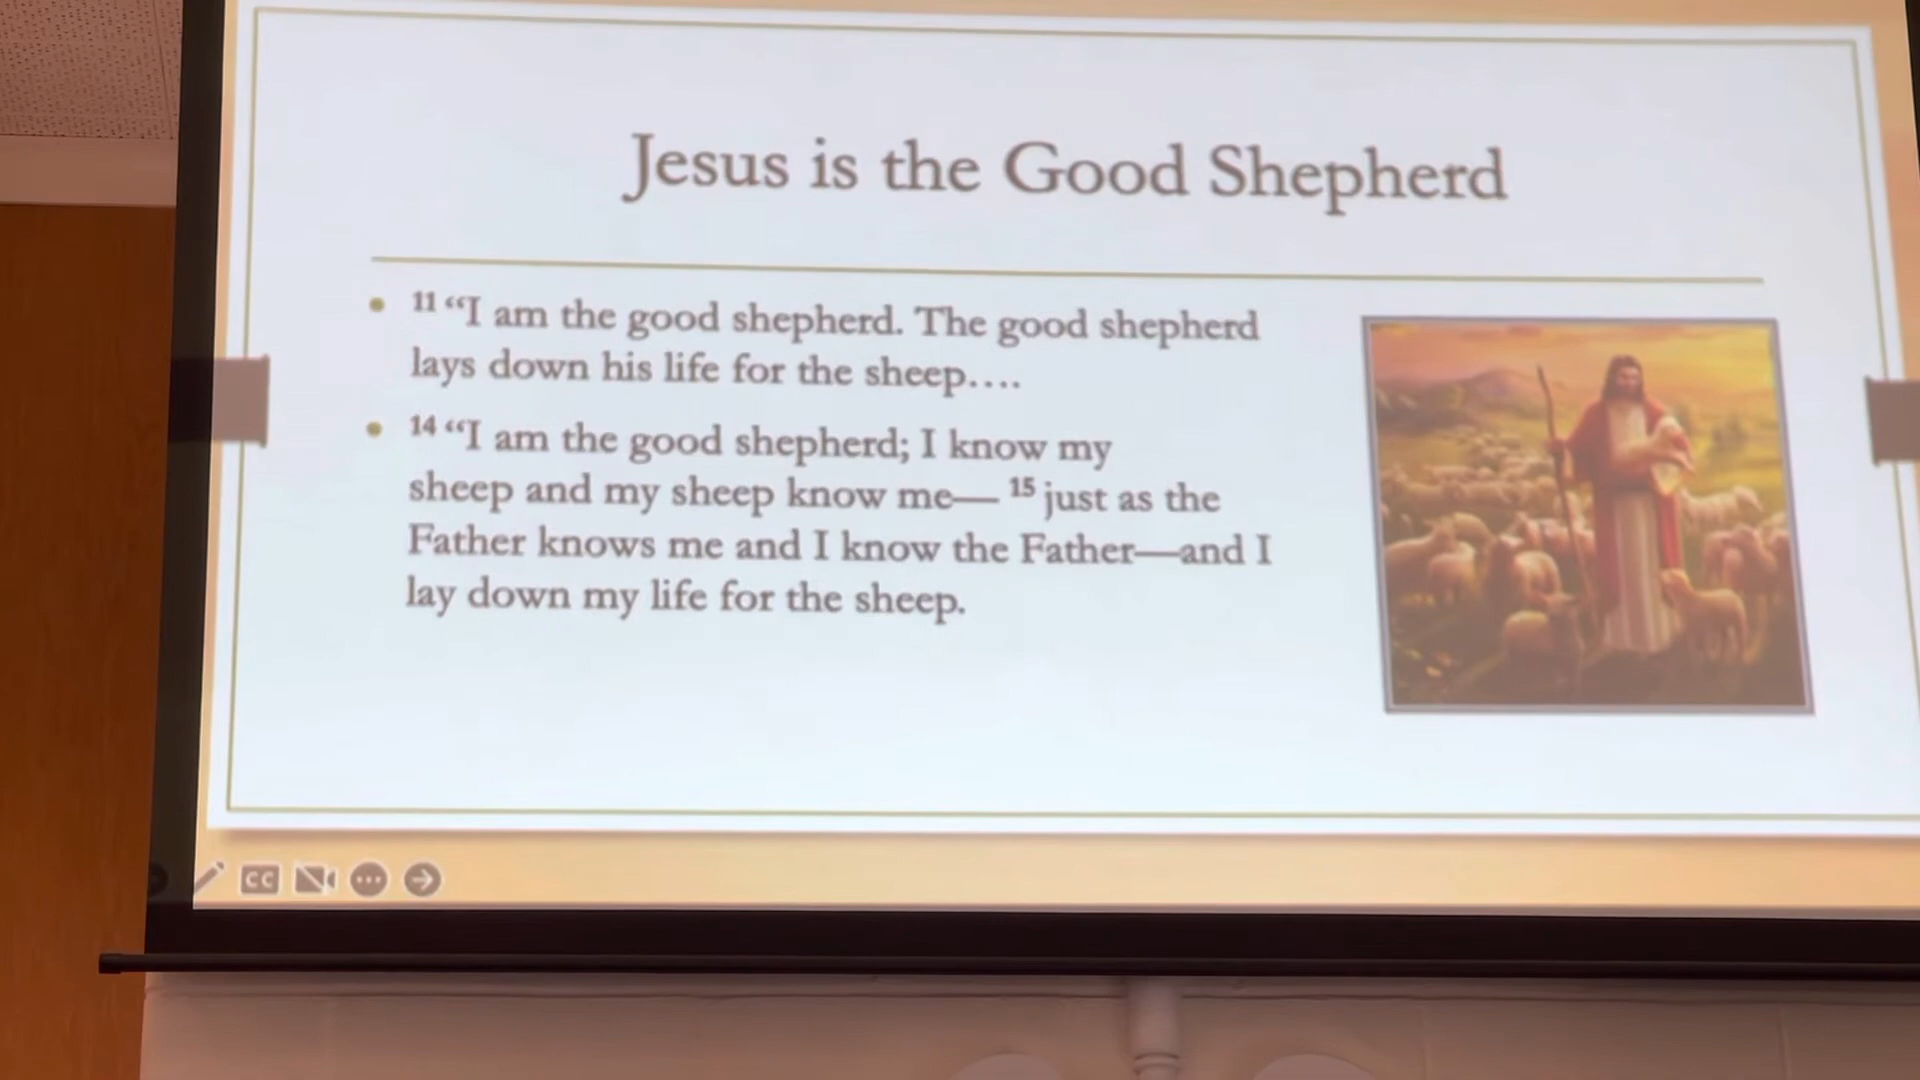 Jesus is the Good Shepherd
11 “I am the good shepherd. The good shepherd
lays down his life for the sheep….
14 “I am the good shepherd; I know my
sheep and my sheep know me— 15 just as the
Father knows me and I know the Father—and I
lay down my life for the sheep.
CC